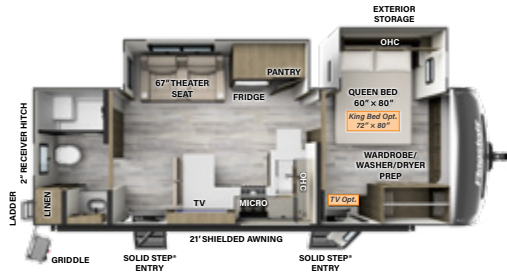 EXTERIOR
STORAGE
OHC
67" THEATER
SEAT
PANTRY
FRIDGE
QUEEN BED
60" × 80"
King Bed Opt.
72" × 80"
2" RECEIVER HITCH
WARDROBE/
WASHER/DRYER
PREP
OHC
LADDER
LINEN
TV
MICRO
TV Opt.
21' SHIELDED AWNING
GRIDDLE
SOLID STEP®
ENTRY
SOLID STEP®
ENTRY